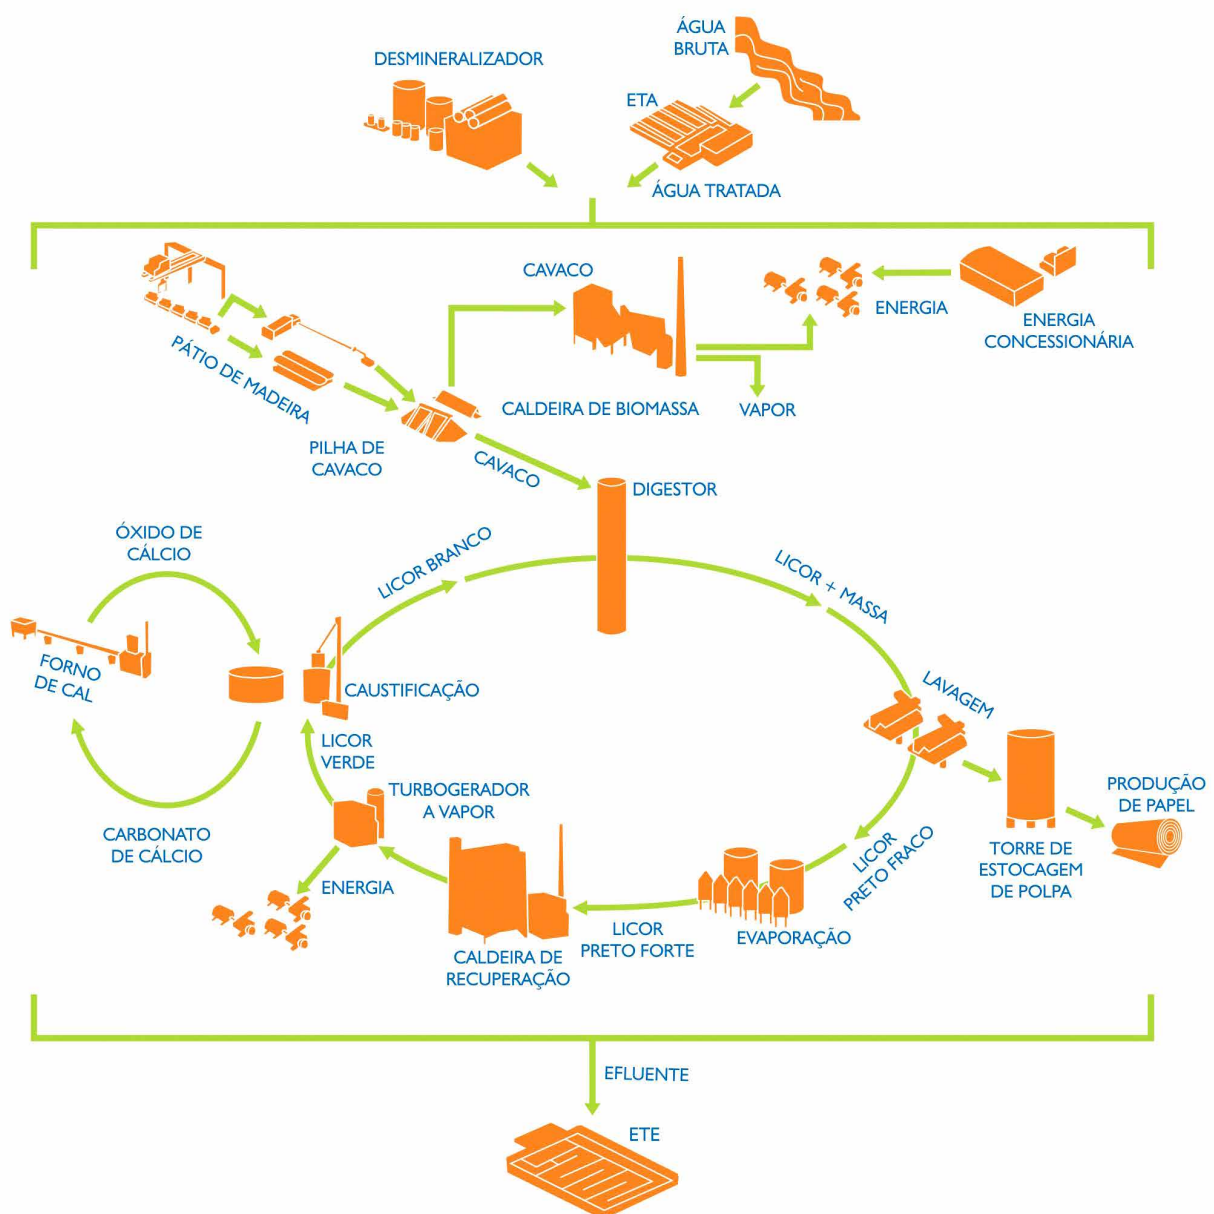 ÁGUA
BRUTA
DESMINERALIZADOR
ETA
ÁGUA TRATADA
CAVACO
ENERGIA
ENERGIA
CONCESSIONÁRIA
PÁTIO DE MADEIRA
CALDEIRA DE BIOMASSA
VAPOR
PILHA DE
CAVACO
CAVACO
DIGESTOR
ÓXIDO DE
CÁLCIO
LICOR BRANCO
LICOR + MASSA
FORNO
DE CAL
CAUSTIFICAÇÃO
LAVAGEM
LICOR
VERDE
TURBOGERADOR
A VAPOR
PRODUÇÃO
DE PAPEL
CARBONATO
DE CÁLCIO
LICOR
PRETO FRACO
TORRE DE
ESTOCAGEM
DE POLPA
ENERGIA
LICOR
PRETO FORTE
EVAPORAÇÃO
CALDEIRA DE
RECUPERAÇÃO
EFLUENTE
ETE